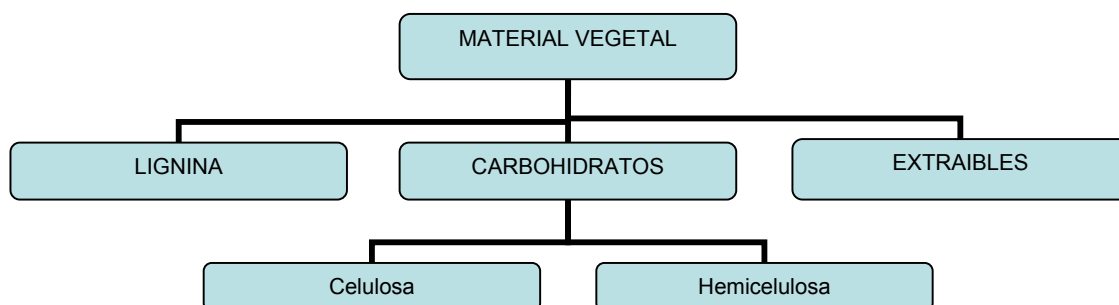 MATERIAL VEGETAL
LIGNINA
CARBOHIDRATOS
EXTRAIBLES
Celulosa
Hemicelulosa